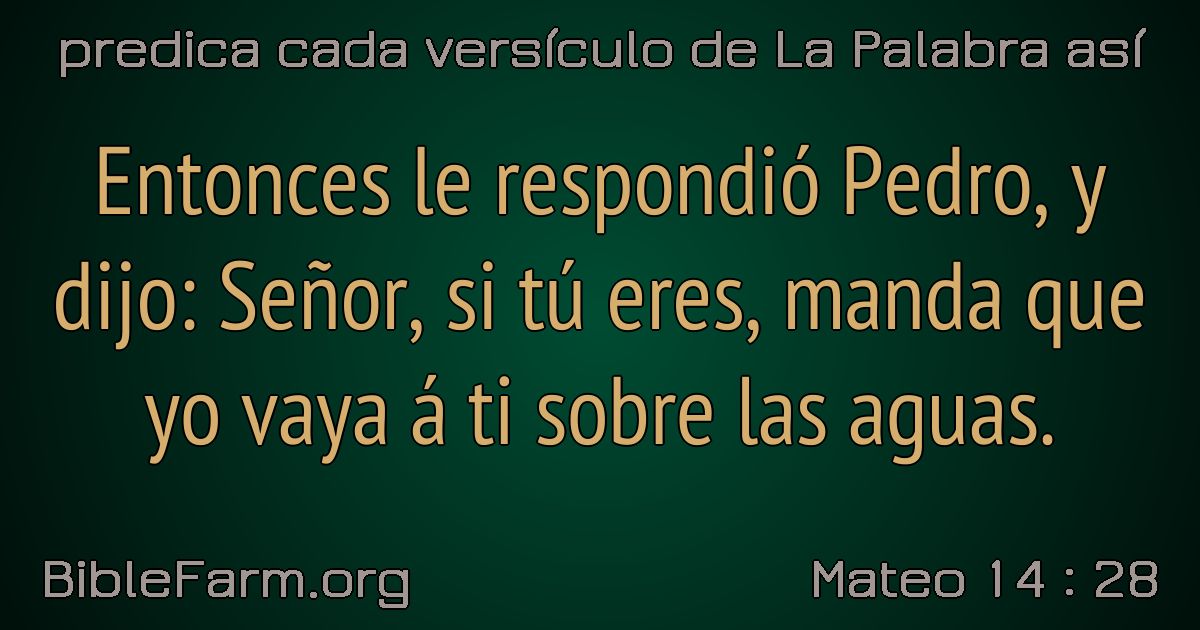 predica cada versículo de La Palabra así
Entonces le respondió Pedro, y
dijo: Señor, si tú eres, manda que
yo vaya á ti sobre las aguas.
BibleFarm.org
Mateo 14 : 28